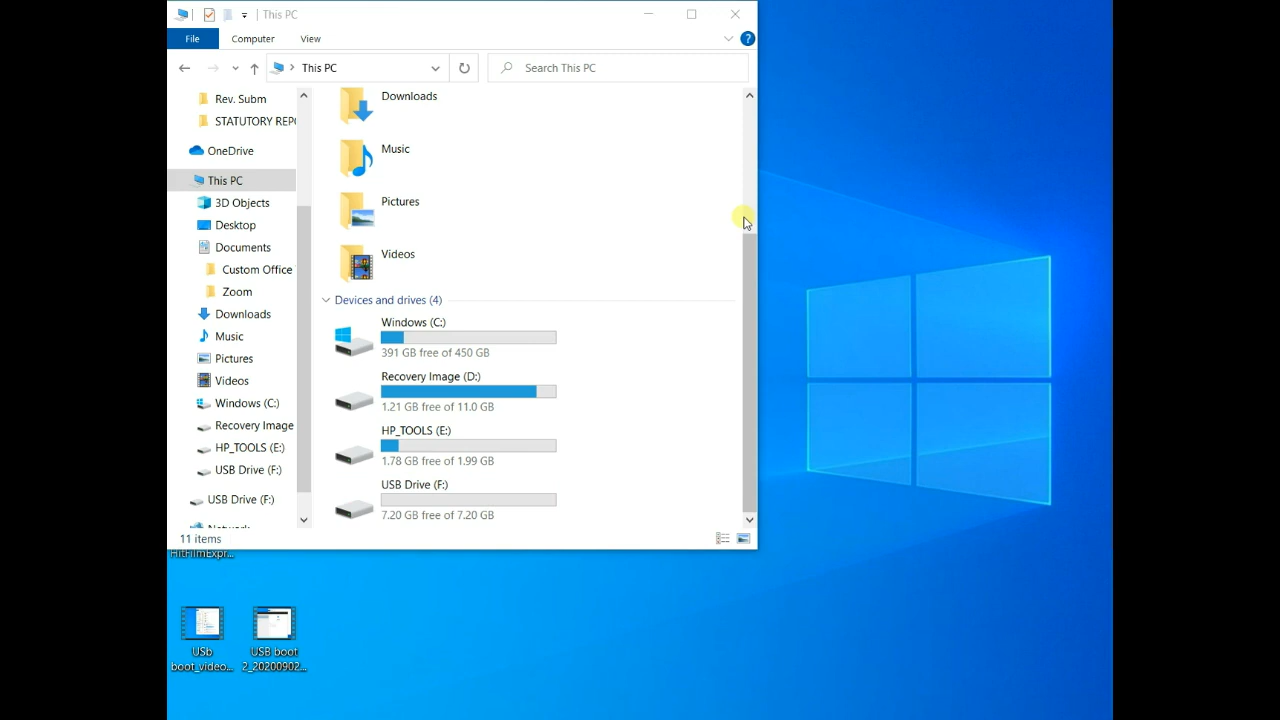 This PC
File
Computer
View
?
This PC
Search This PC
Rev. Subm
STATUTORY REPO
OneDrive
This PC
3D Objects
Desktop
Documents
Custom Office
Zoom
Downloads
Music
Pictures
Videos
Windows (C:)
Recovery Image
HP_TOOLS (E:)
USB Drive (F:)
USB Drive (F:)
Network
Downloads
Music
Pictures
Videos
Devices and drives (4)
Windows (C:)
391 GB free of 450 GB
Recovery Image (D:)
1.21 GB free of 11.0 GB
HP_TOOLS (E:)
1.78 GB free of 1.99 GB
USB Drive (F:)
7.20 GB free of 7.20 GB
11 items
HitFilmExpr...
USb
boot_video...
USB boot
2_20200902...